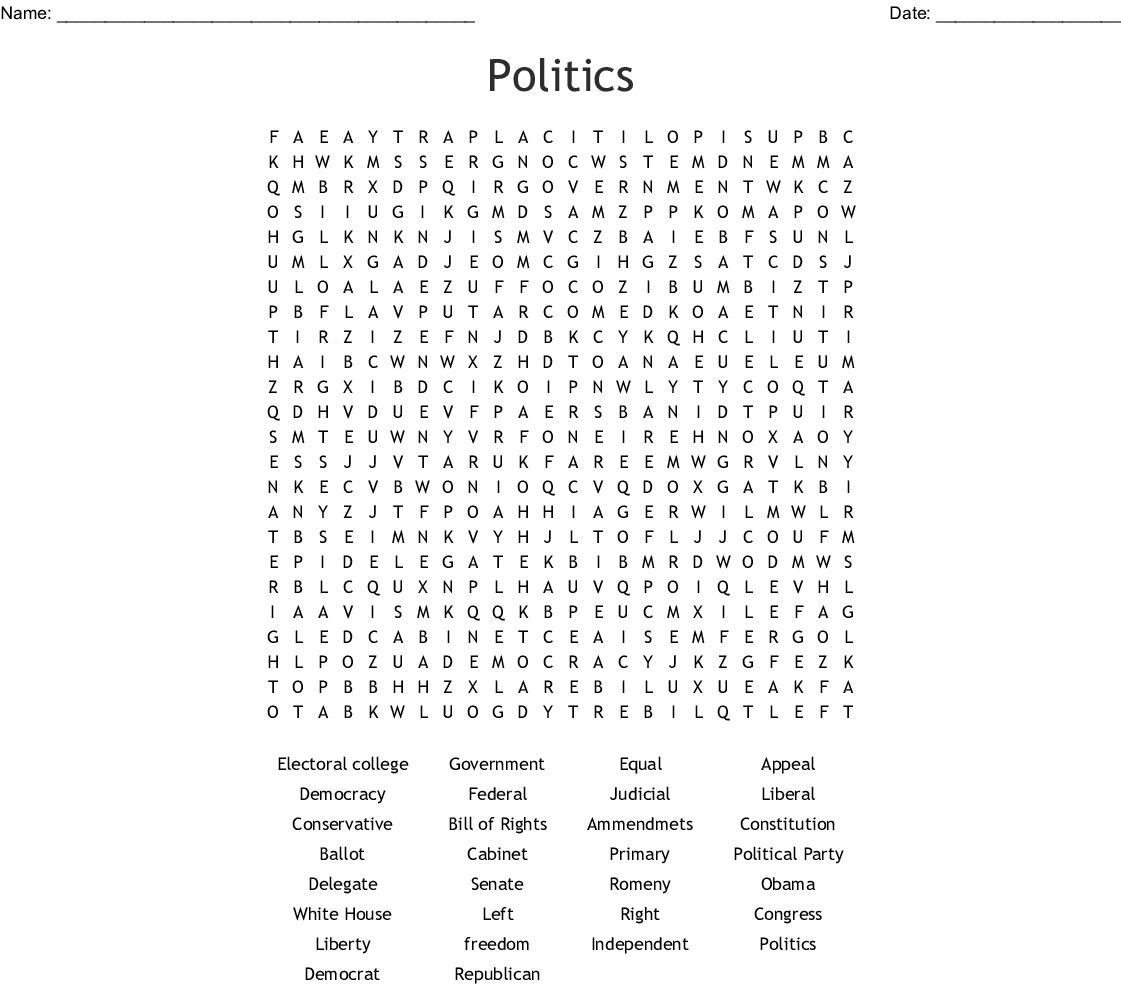 Name: ___________________________________________ Date: ___________________
Politics
F A E A Y T R A P L A C I T I L O P I S U P B C
K H W K M S S E R G N O C W S T E M D N E M M A
Q M B R X D P Q I R G O V E R N M E N T W K C Z
O S I I U G I K G M D S A M Z P P K O M A P O W
H G L K N K N J I S M V C Z B A I E B F S U N L
U M L X G A D J E O M C G I H G Z S A T C D S J
U L O A L A E Z U F F O C O Z I B U M B I Z T P
P B F L A V P U T A R C O M E D K O A E T N I R
T I R Z I Z E F N J D B K C Y K Q H C L I U T I
H A I B C W N W X Z H D T O A N A E U E L E U M
Z R G X I B D C I K O I P N W L Y T Y C O Q T A
Q D H V D U E V F P A E R S B A N I D T P U I R
S M T E U W N Y V R F O N E I R E H N O X A O Y
E S S J J V T A R U K F A R E E M W G R V L N Y
N K E C V B W O N I O Q C V Q D O X G A T K B I
A N Y Z J T F P O A H H I A G E R W I L M W L R
T B S E I M N K V Y H J L T O F L J J C O U F M
E P I D E L E G A T E K B I B M R D W O D M W S
R B L C Q U X N P L H A U V Q P O I Q L E V H L
I A A V I S M K Q Q K B P E U C M X I L E F A G
G L E D C A B I N E T C E A I S E M F E R G O L
H L P O Z U A D E M O C R A C Y J K Z G F E Z K
T O P B B H H Z X L A R E B I L U X U E A K F A
O T A B K W L U O G D Y T R E B I L Q T L E F T
Electoral college Government Equal Appeal
Democracy Federal Judicial Liberal
Conservative Bill of Rights Ammendmets Constitution
Ballot Cabinet Primary Political Party
Delegate Senate Romeny Obama
White House Left Right Congress
Liberty freedom Independent Politics
Democrat Republican